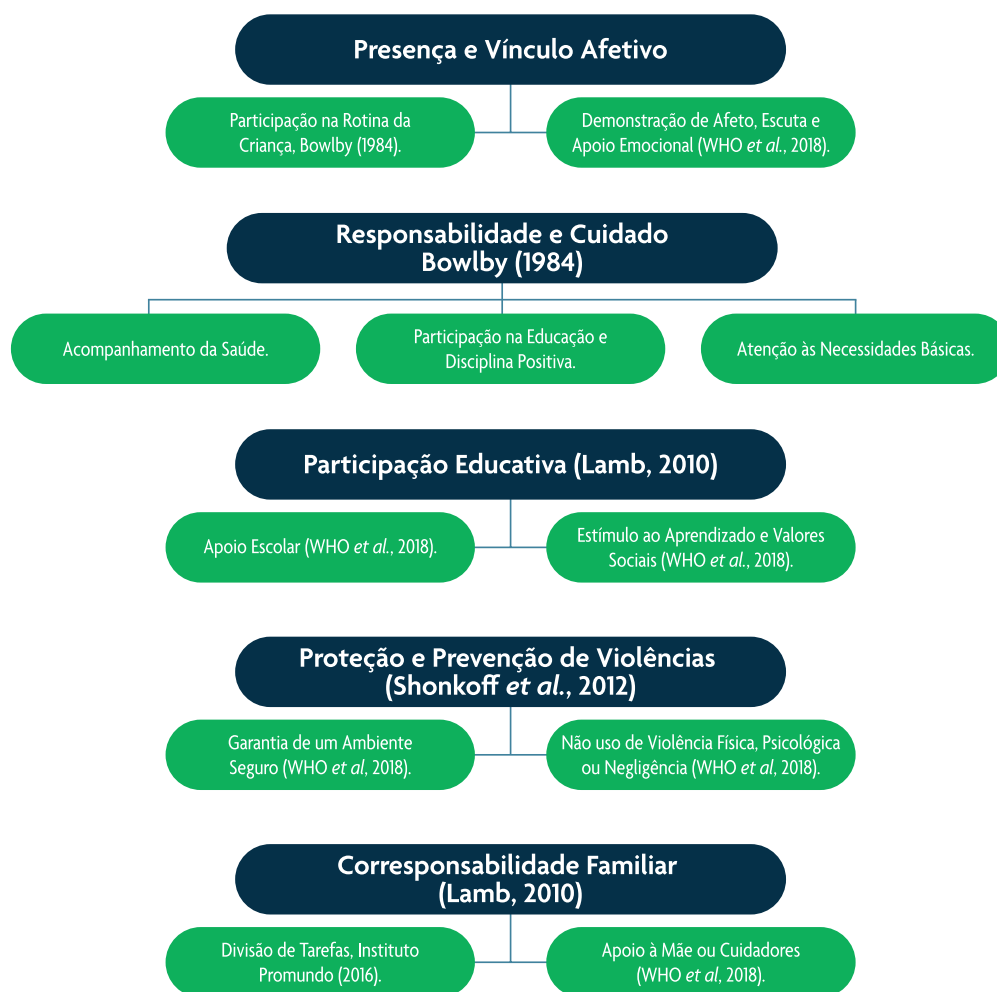 Presença e Vínculo Afetivo
Participação na Rotina da
Criança, Bowlby (1984).
Demonstração de Afeto, Escuta e
Apoio Emocional (WHO et al., 2018).
Responsabilidade e Cuidado
Bowlby (1984)
Acompanhamento da Saúde.
Participação na Educação e
Disciplina Positiva.
Atenção às Necessidades Básicas.
Participação Educativa (Lamb, 2010)
Apoio Escolar (WHO et al., 2018).
Estímulo ao Aprendizado e Valores
Sociais (WHO et al., 2018).
Proteção e Prevenção de Violências
(Shonkoff et al., 2012)
Garantia de um Ambiente
Seguro (WHO et al, 2018).
Não uso de Violência Física, Psicológica
ou Negligência (WHO et al, 2018).
Corresponsabilidade Familiar
(Lamb, 2010)
Divisão de Tarefas, Instituto
Promundo (2016).
Apoio à Mãe ou Cuidadores
(WHO et al, 2018).